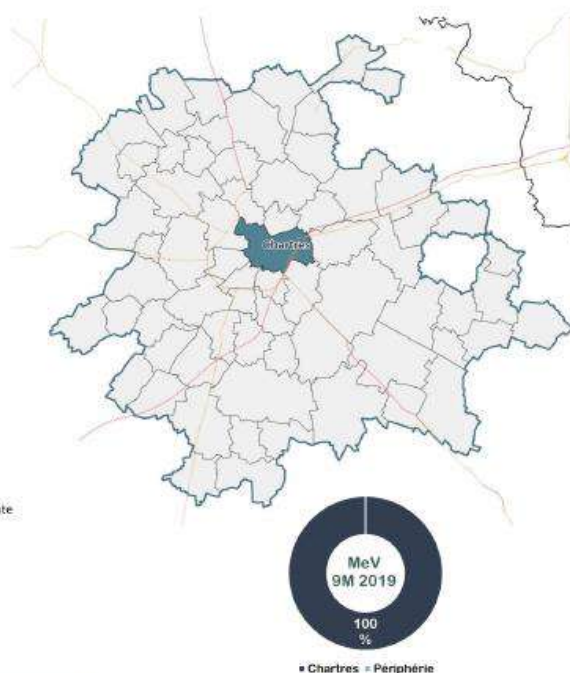 Chartres
MeV
9M 2019
100
%
▪ Chartres ▪ Périphérie